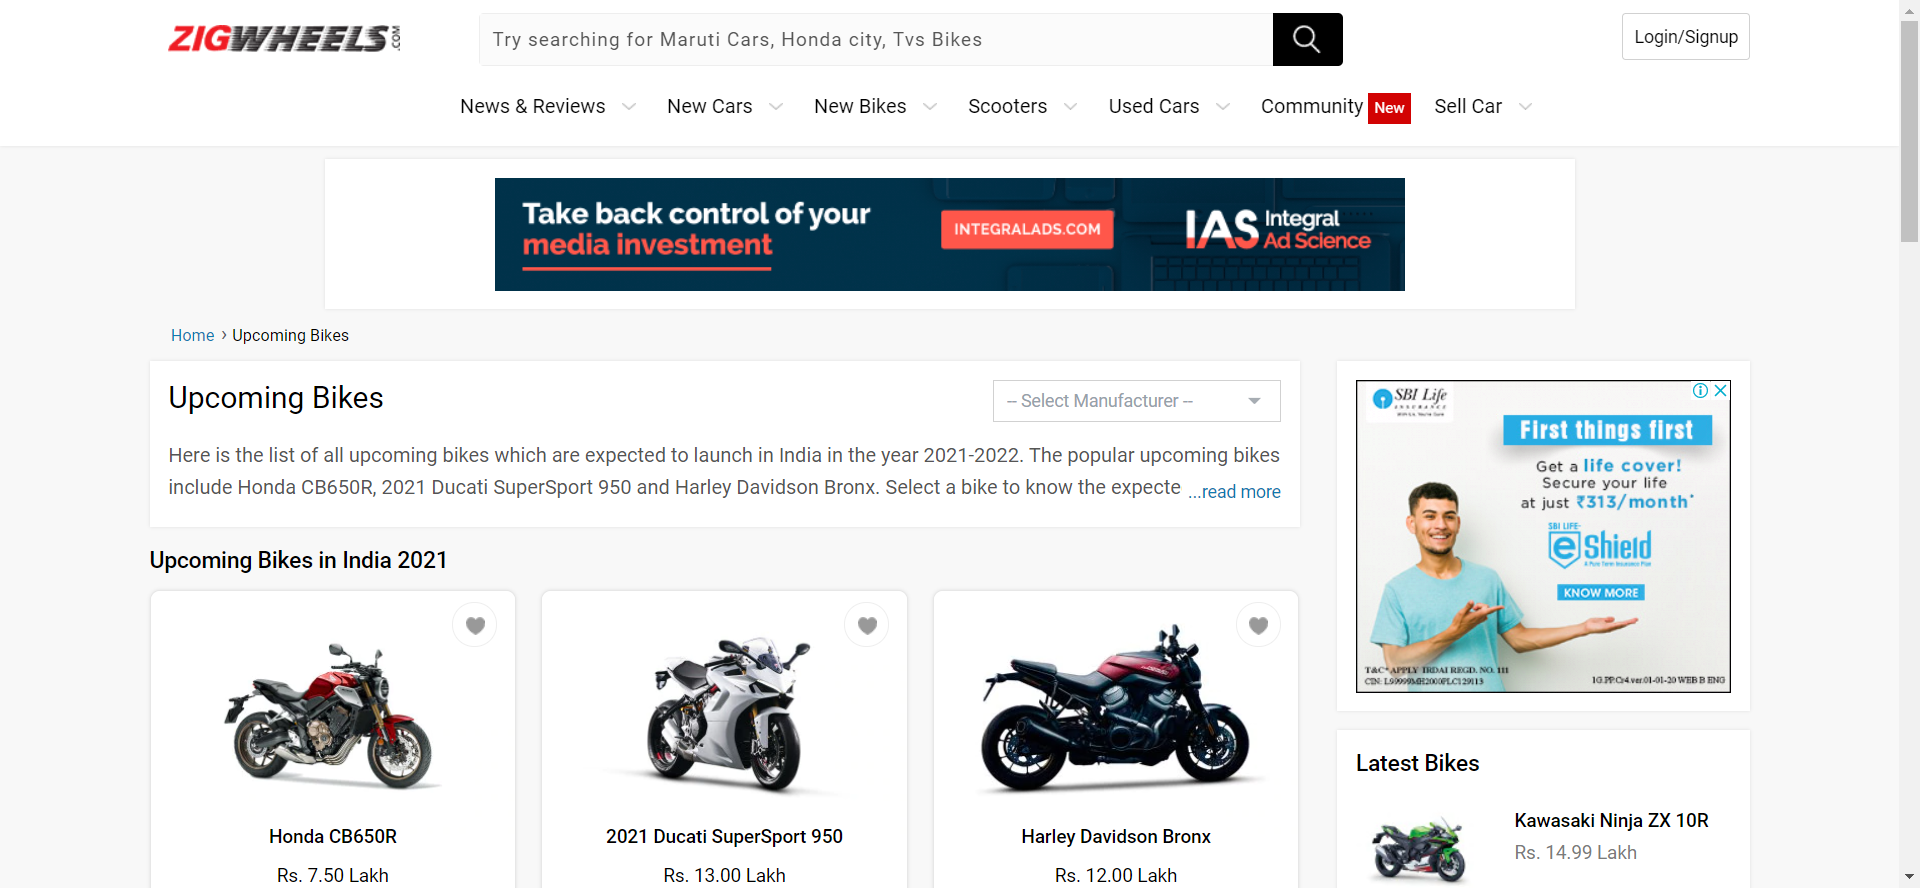 ZIGWHEELS.COM
Try searching for Maruti Cars, Honda city, Tvs Bikes
Login/Signup
News & Reviews New Cars New Bikes Scooters Used Cars Community New Sell Car
Take back control of your
media investment
INTEGRALADS.COM
IAS Integral
Ad Science
Home › Upcoming Bikes
Upcoming Bikes
-- Select Manufacturer --
Here is the list of all upcoming bikes which are expected to launch in India in the year 2021-2022. The popular upcoming bikes
include Honda CB650R, 2021 Ducati SuperSport 950 and Harley Davidson Bronx. Select a bike to know the expecte ...read more
Upcoming Bikes in India 2021
Honda CB650R
Rs. 7.50 Lakh
2021 Ducati SuperSport 950
Rs. 13.00 Lakh
Harley Davidson Bronx
Rs. 12.00 Lakh
SBI Life
INSURANCE
First things first
Get a life cover!
Secure your life
at just ₹313/month*
SBI LIFE-
eShield
A Pure Term Insurance Plan
KNOW MORE
T&C* APPLY IRDAI REGD. NO. 111
CIN: L99999MH2000PLC129113
1G.PP.Cr4.ver.01-01-20 WEB B ENG
Latest Bikes
Kawasaki Ninja ZX 10R
Rs. 14.99 Lakh